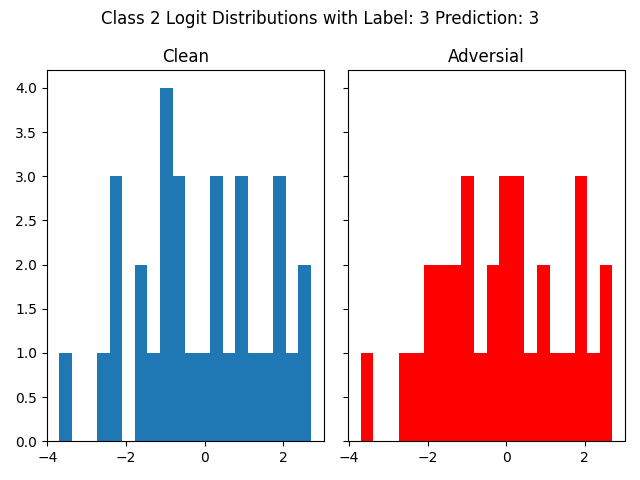 Class 2 Logit Distributions with Label: 3 Prediction: 3
Clean
Adversial
4.0
3.5
3.0
2.5
2.0
1.5
1.0
0.5
0.0
−4 −2 0 2
−4 −2 0 2